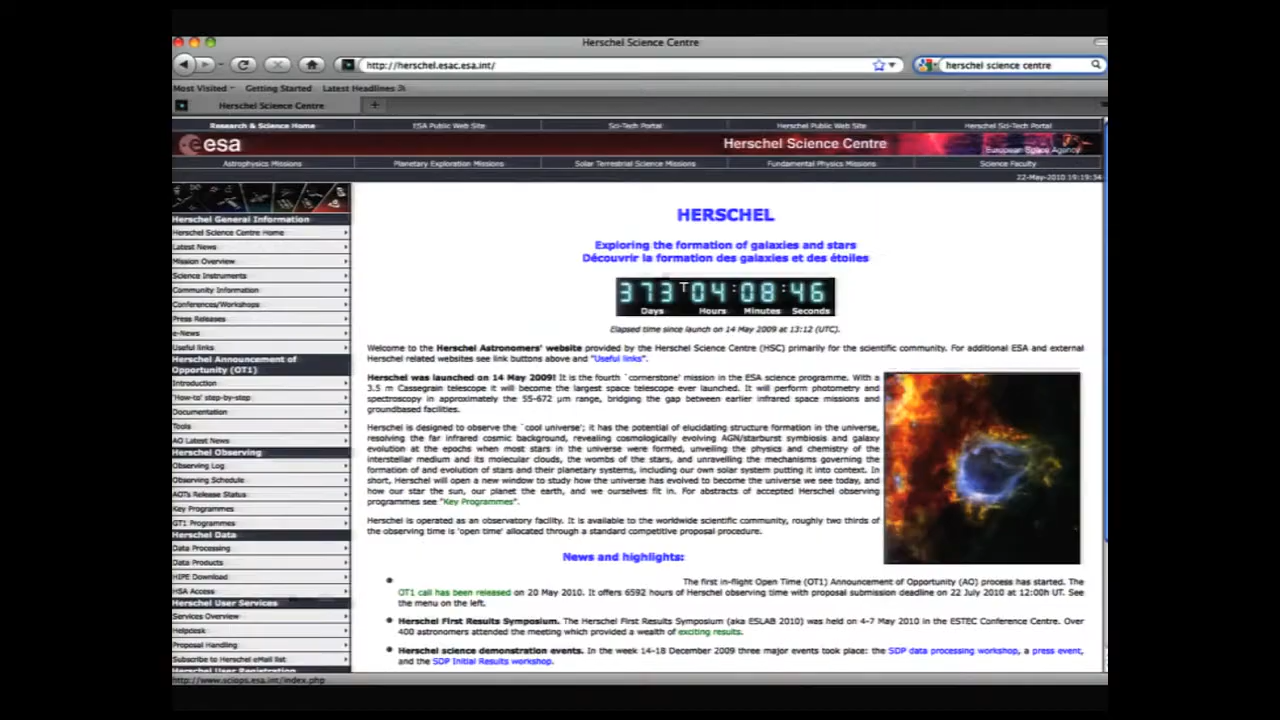 Herschel Science Centre
http://herschel.esac.esa.int/
herschel science centre
Most Visited
Getting Started
Latest Headlines
Herschel Science Centre
Research & Science Home
ESA Public Web Site
Sci-Tech Portal
Herschel Public Web Site
Herschel Sci-Tech Portal
esa
Herschel Science Centre
European Space Agency
Astrophysics Missions
Planetary Exploration Missions
Solar Terrestrial Science Missions
Fundamental Physics Missions
Science Faculty
22-May-2010 19:19:34
Herschel General Information
Herschel Science Centre Home
Latest News
Mission Overview
Science Instruments
Community Information
Conferences/Workshops
Press Releases
e-News
Useful links
Herschel Announcement of
Opportunity (OT1)
Introduction
'How-to' step-by-step
Documentation
Tools
AO Latest News
Herschel Observing
Observing Log
Observing Schedule
AOTs Release Status
Key Programmes
GT1 Programmes
Herschel Data
Data Processing
Data Products
HIPE Download
HSA Access
Herschel User Services
Services Overview
Helpdesk
Proposal Handling
Subscribe to Herschel eMail list
Herschel User Registration
HERSCHEL
Exploring the formation of galaxies and stars
Découvrir la formation des galaxies et des étoiles
373 T 04 : 08 : 46
Days Hours Minutes Seconds
Elapsed time since launch on 14 May 2009 at 13:12 (UTC).
Welcome to the Herschel Astronomers' website provided by the Herschel Science Centre (HSC) primarily for the scientific community. For additional ESA and external
Herschel related websites see link buttons above and "Useful links".
Herschel was launched on 14 May 2009! It is the fourth `cornerstone' mission in the ESA science programme. With a
3.5 m Cassegrain telescope it will become the largest space telescope ever launched. It will perform photometry and
spectroscopy in approximately the 55-672 µm range, bridging the gap between earlier infrared space missions and
groundbased facilities.
Herschel is designed to observe the `cool universe'; it has the potential of elucidating structure formation in the universe,
resolving the far infrared cosmic background, revealing cosmologically evolving AGN/starburst symbiosis and galaxy
evolution at the epochs when most stars in the universe were formed, unveiling the physics and chemistry of the
interstellar medium and its molecular clouds, the wombs of the stars, and unravelling the mechanisms governing the
formation of and evolution of stars and their planetary systems, including our own solar system putting it into context. In
short, Herschel will open a new window to study how the universe has evolved to become the universe we see today, and
how our star the sun, our planet the earth, and we ourselves fit in. For abstracts of accepted Herschel observing
programmes see "Key Programmes".
Herschel is operated as an observatory facility. It is available to the worldwide scientific community, roughly two thirds of
the observing time is 'open time' allocated through a standard competitive proposal procedure.
News and highlights:
The first in-flight Open Time (OT1) Announcement of Opportunity (AO) process has started. The
OT1 call has been released on 20 May 2010. It offers 6592 hours of Herschel observing time with proposal submission deadline on 22 July 2010 at 12:00h UT. See
the menu on the left.
Herschel First Results Symposium. The Herschel First Results Symposium (aka ESLAB 2010) was held on 4-7 May 2010 in the ESTEC Conference Centre. Over
400 astronomers attended the meeting which provided a wealth of exciting results.
Herschel science demonstration events. In the week 14-18 December 2009 three major events took place: the SDP data processing workshop, a press event,
and the SDP Initial Results workshop.
http://www.sciops.esa.int/index.php